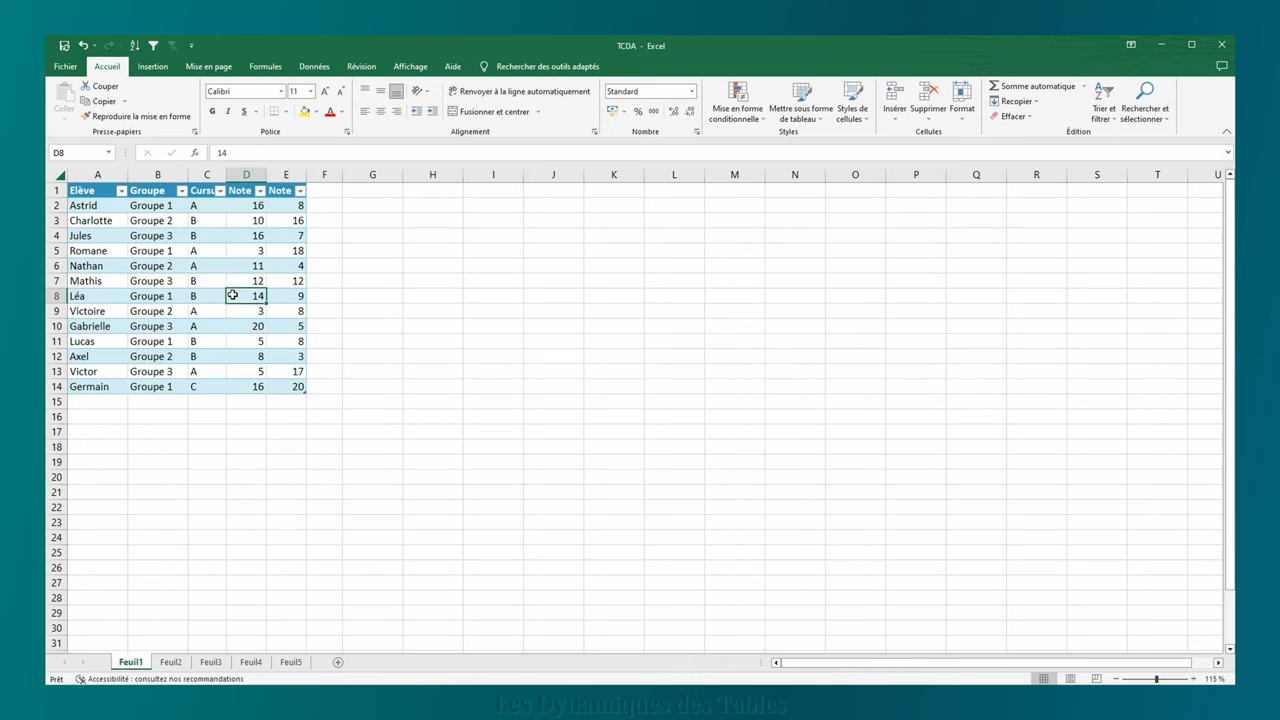 TCDA - Excel
Fichier Accueil Insertion Mise en page Formules Données Révision Affichage Aide Rechercher des outils adaptés
Coller
Couper
Copier
Reproduire la mise en forme
Presse-papiers
Calibri 11
G I S
Police
Renvoyer à la ligne automatiquement
Fusionner et centrer
Alignement
Standard
% 000
Nombre
Mise en forme conditionnelle
Mettre sous forme de tableau
Styles de cellules
Styles
Insérer Supprimer Format
Cellules
Somme automatique
Recopier
Effacer
Trier et filtrer
Rechercher et sélectionner
Édition
D8 fx 14
A B C D E F G H I J K L M N O P Q R S T U
1 Elève Groupe Cursu Note Note
2 Astrid Groupe 1 A 16 8
3 Charlotte Groupe 2 B 10 16
4 Jules Groupe 3 B 16 7
5 Romane Groupe 1 A 3 18
6 Nathan Groupe 2 A 11 4
7 Mathis Groupe 3 B 12 12
8 Léa Groupe 1 B 14 9
9 Victoire Groupe 2 A 3 8
10 Gabrielle Groupe 3 A 20 5
11 Lucas Groupe 1 B 5 8
12 Axel Groupe 2 B 8 3
13 Victor Groupe 3 A 5 17
14 Germain Groupe 1 C 16 20
15
16
17
18
19
20
21
22
23
24
25
26
27
28
29
30
31
Feuil1 Feuil2 Feuil3 Feuil4 Feuil5
Prêt Accessibilité : consultez nos recommandations 115 %
Les Dynamiques des Tables